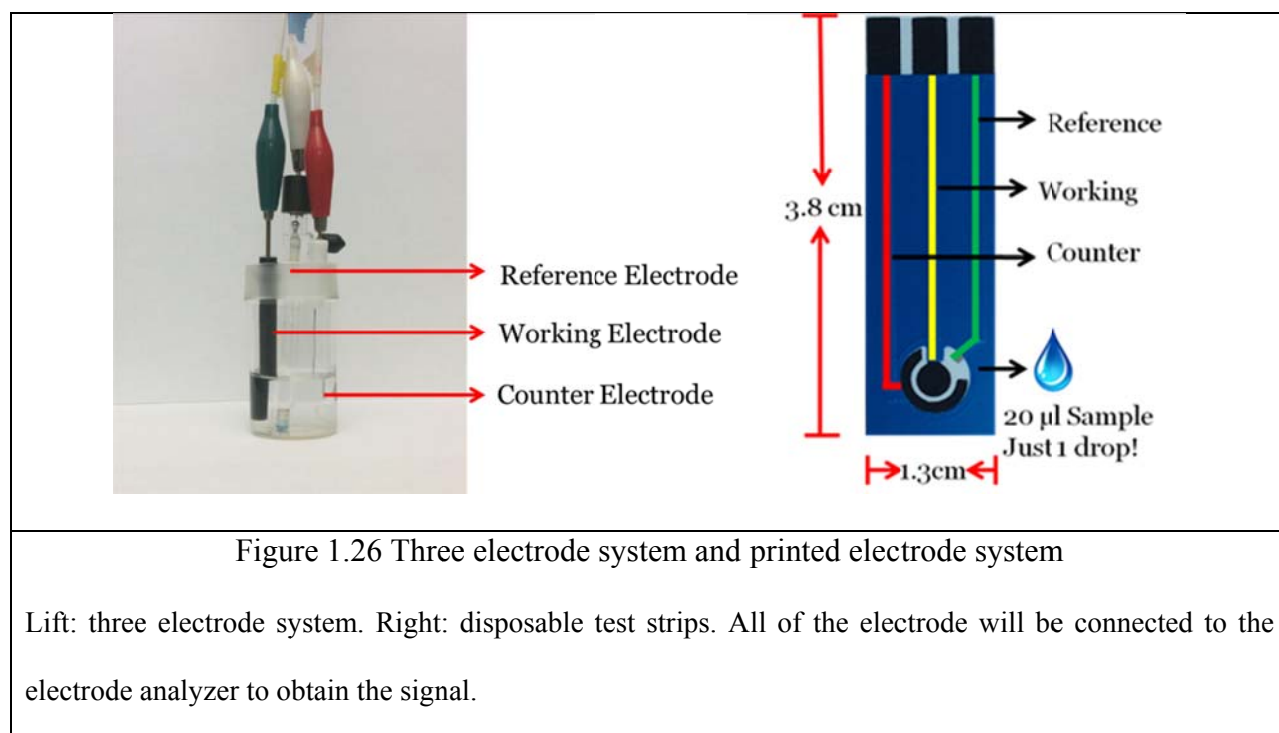 Reference Electrode
Working Electrode
Counter Electrode
3.8 cm
Reference
Working
Counter
20 µl Sample
Just 1 drop!
1.3cm
Figure 1.26 Three electrode system and printed electrode system
Lift: three electrode system. Right: disposable test strips. All of the electrode will be connected to the
electrode analyzer to obtain the signal.